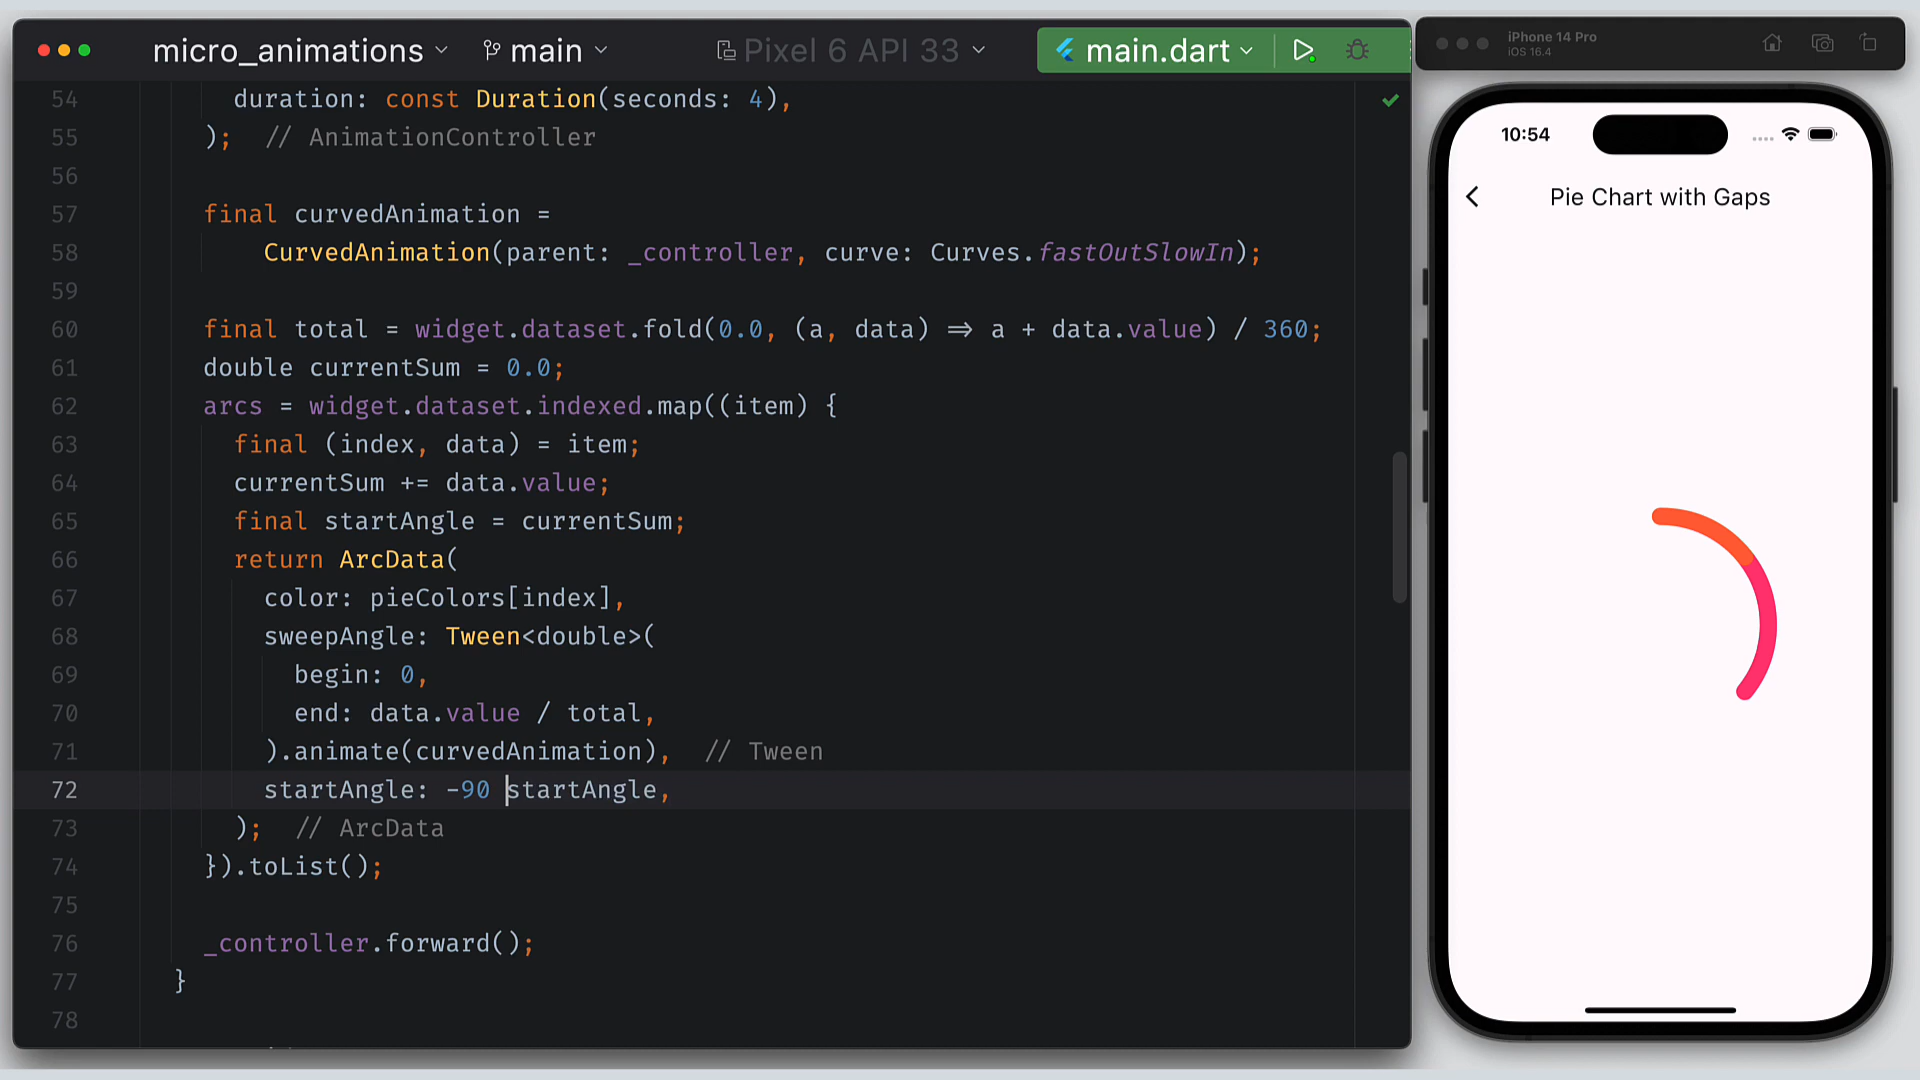 micro_animations main Pixel 6 API 33 main.dart
54 duration: const Duration(seconds: 4),
55 ); // AnimationController
56
57 final curvedAnimation =
58 CurvedAnimation(parent: _controller, curve: Curves.fastOutSlowIn);
59
60 final total = widget.dataset.fold(0.0, (a, data) => a + data.value) / 360;
61 double currentSum = 0.0;
62 arcs = widget.dataset.indexed.map((item) {
63 final (index, data) = item;
64 currentSum += data.value;
65 final startAngle = currentSum;
66 return ArcData(
67 color: pieColors[index],
68 sweepAngle: Tween<double>(
69 begin: 0,
70 end: data.value / total,
71 ).animate(curvedAnimation), // Tween
72 startAngle: -90 startAngle,
73 ); // ArcData
74 }).toList();
75
76 _controller.forward();
77 }
78
iPhone 14 Pro
iOS 16.4
10:54
Pie Chart with Gaps